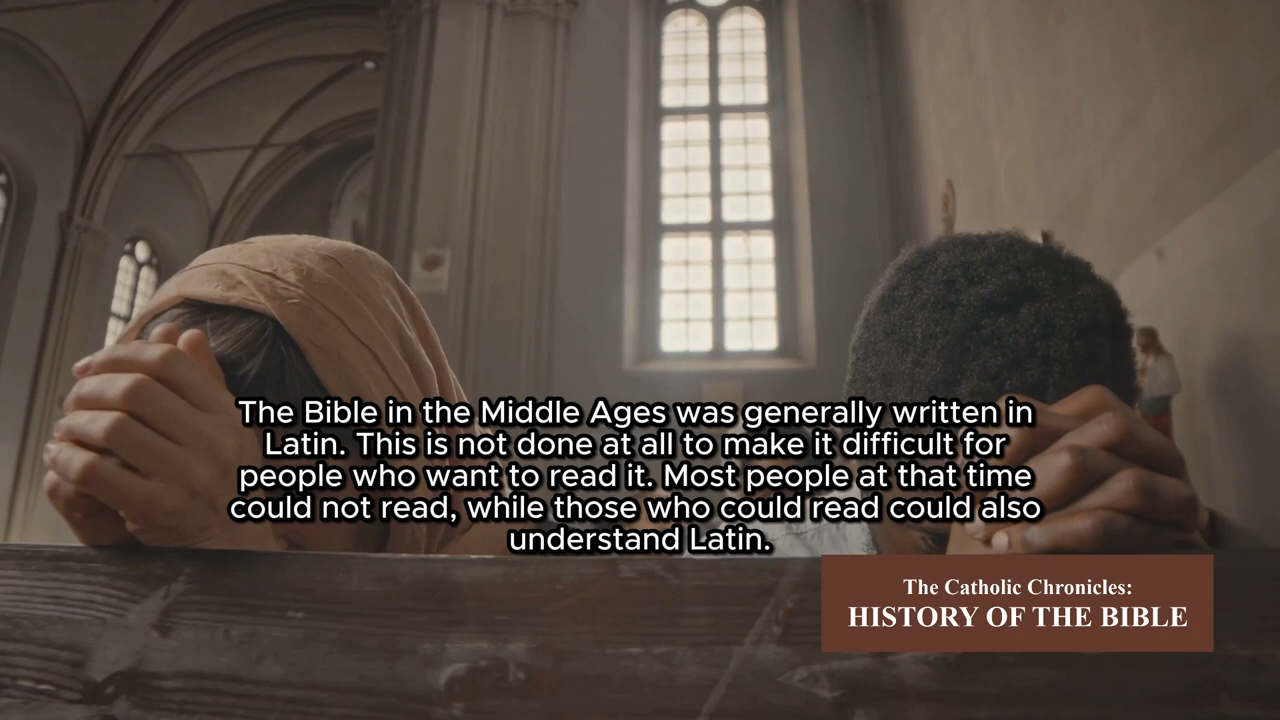 The Bible in the Middle Ages was generally written in
Latin. This is not done at all to make it difficult for
people who want to read it. Most people at that time
could not read, while those who could read could also
understand Latin.
The Catholic Chronicles:
HISTORY OF THE BIBLE